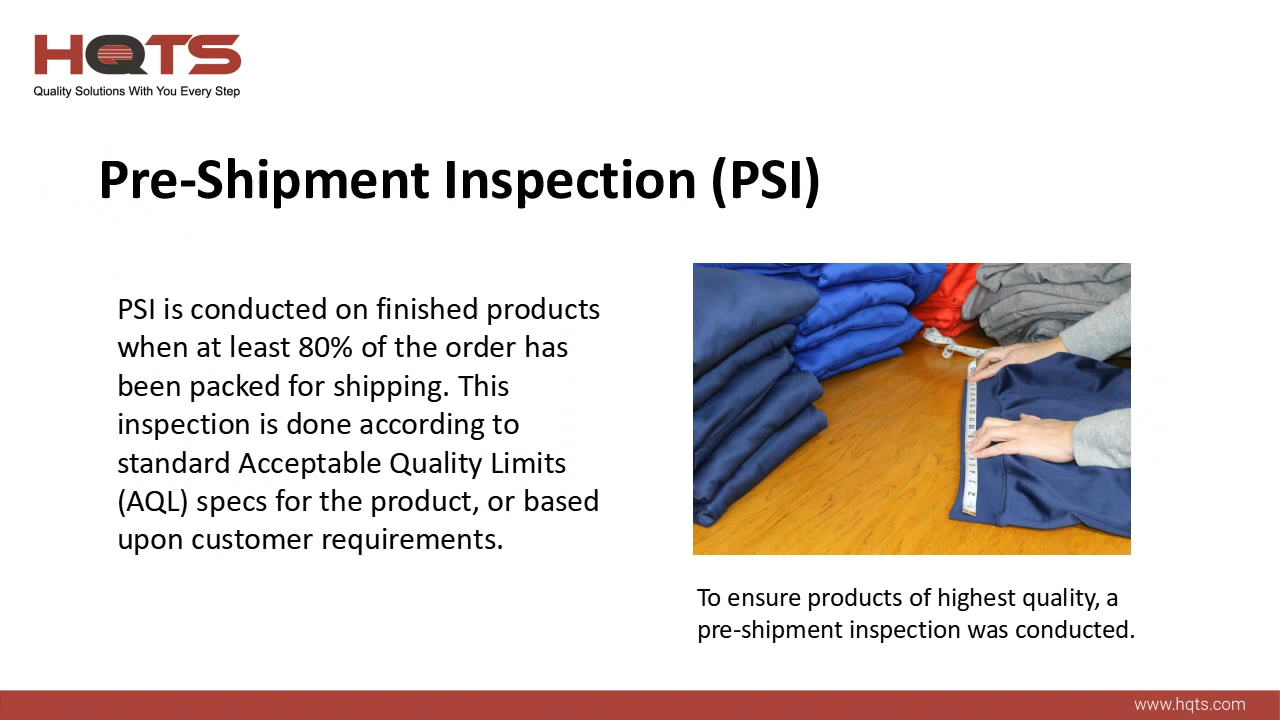 HQTS
Quality Solutions With You Every Step
Pre-Shipment Inspection (PSI)
PSI is conducted on finished products
when at least 80% of the order has
been packed for shipping. This
inspection is done according to
standard Acceptable Quality Limits
(AQL) specs for the product, or based
upon customer requirements.
To ensure products of highest quality, a
pre-shipment inspection was conducted.
www.hqts.com